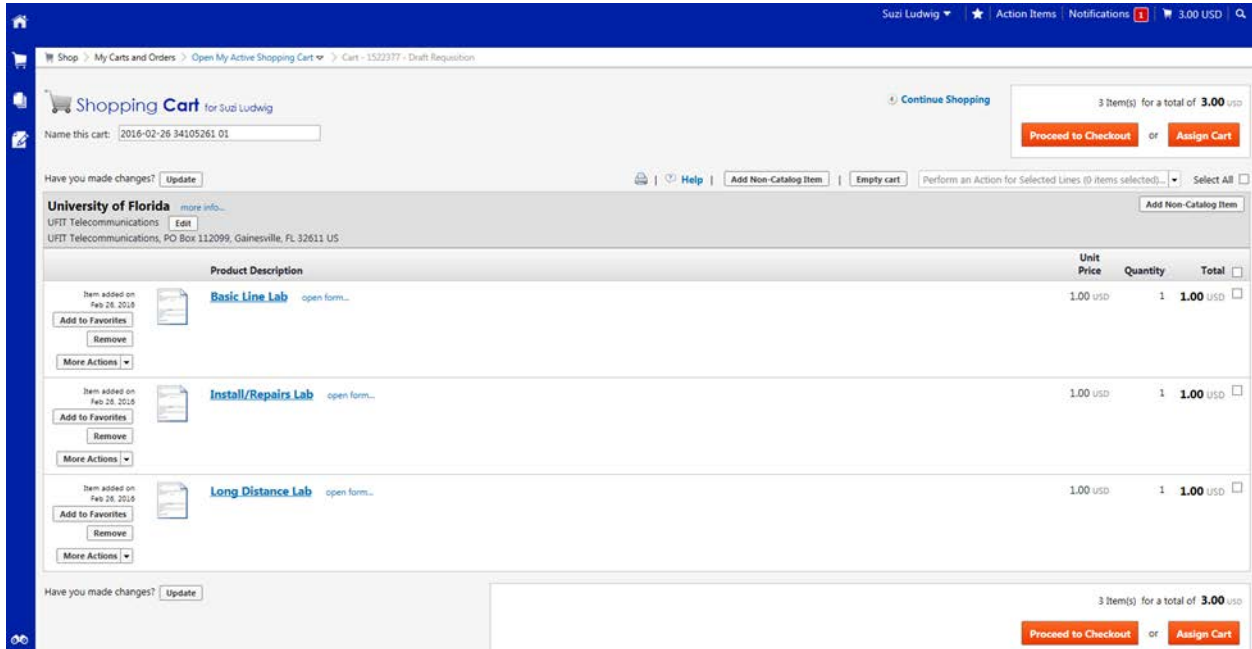 Suzi Ludwig Action Items Notifications 1 3.00 USD
Shop > My Carts and Orders > Open My Active Shopping Cart > Cart - 1522377 - Draft Requisition
Shopping Cart for Suzi Ludwig
Continue Shopping
3 Item(s) for a total of 3.00 USD
Name this cart: 2016-02-26 34105261 01
Proceed to Checkout or Assign Cart
Have you made changes? Update
| Help | Add Non-Catalog Item | Empty cart Perform an Action for Selected Lines (0 items selected)... Select All
University of Florida more info...
Add Non-Catalog Item
UFIT Telecommunications Edit
UFIT Telecommunications, PO Box 112099, Gainesville, FL 32611 US
Product Description Unit Price Quantity Total
Item added on
Feb 26, 2016
Basic Line Lab open form... 1.00 USD 1 1.00 USD
Add to Favorites
Remove
More Actions
Item added on
Feb 26, 2016
Install/Repairs Lab open form... 1.00 USD 1 1.00 USD
Add to Favorites
Remove
More Actions
Item added on
Feb 26, 2016
Long Distance Lab open form... 1.00 USD 1 1.00 USD
Add to Favorites
Remove
More Actions
Have you made changes? Update
3 Item(s) for a total of 3.00 USD
Proceed to Checkout or Assign Cart